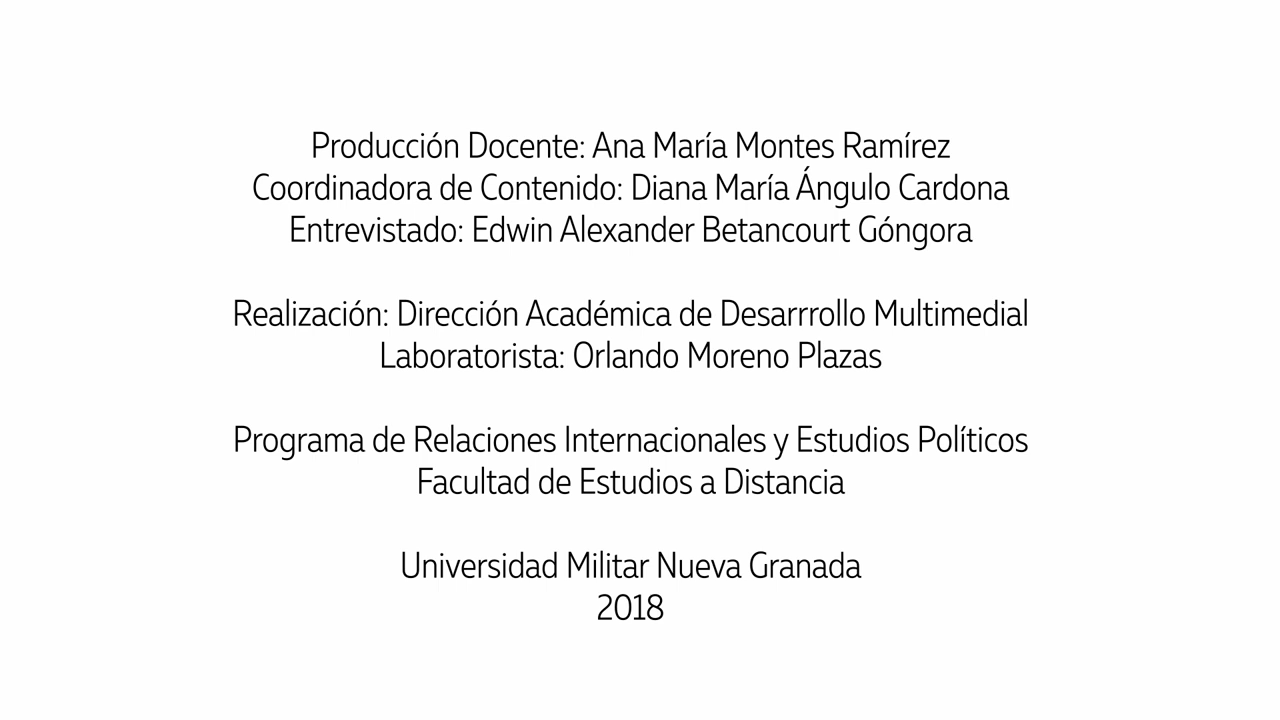 Producción Docente: Ana María Montes Ramírez
Coordinadora de Contenido: Diana María Ángulo Cardona
Entrevistado: Edwin Alexander Betancourt Góngora
Realización: Dirección Académica de Desarrrollo Multimedial
Laboratorista: Orlando Moreno Plazas
Programa de Relaciones Internacionales y Estudios Políticos
Facultad de Estudios a Distancia
Universidad Militar Nueva Granada
2018